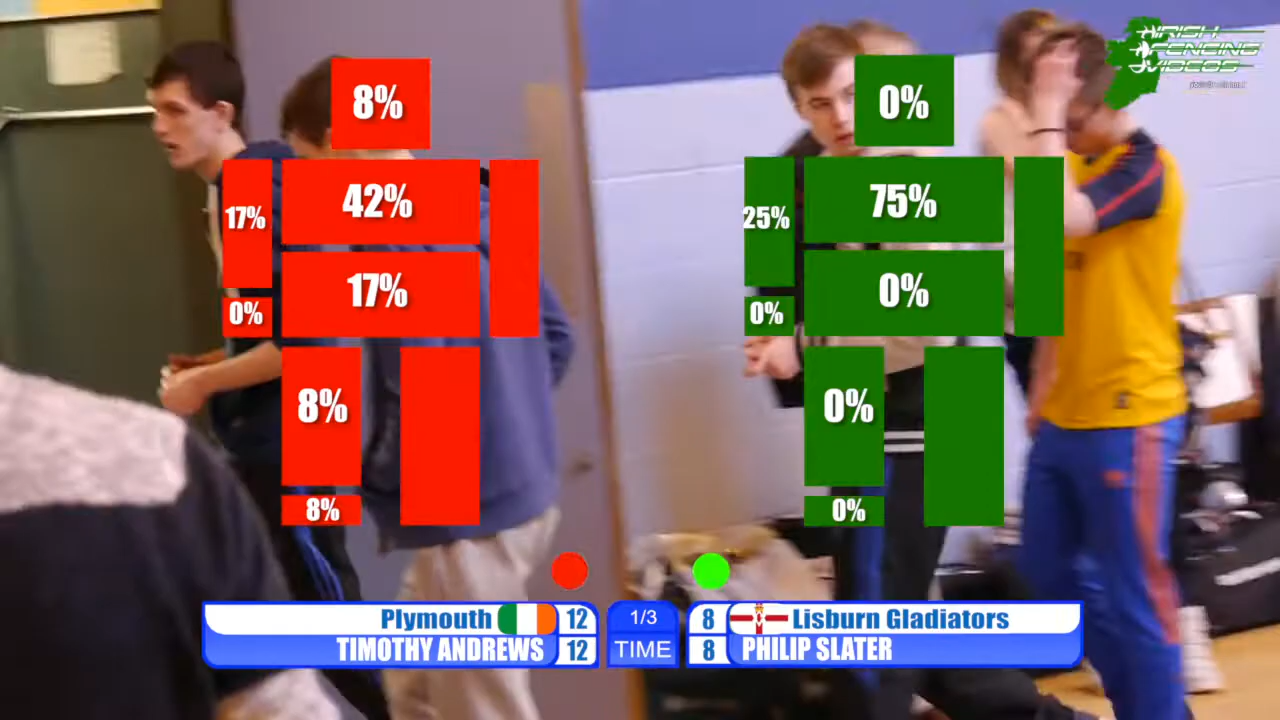 IRISH
FENCING
VIDEOS
8%
0%
42%
75%
17%
25%
17%
0%
0%
0%
8%
0%
8%
0%
Plymouth 12 1/3 8 Lisburn Gladiators
TIMOTHY ANDREWS 12 TIME 8 PHILIP SLATER